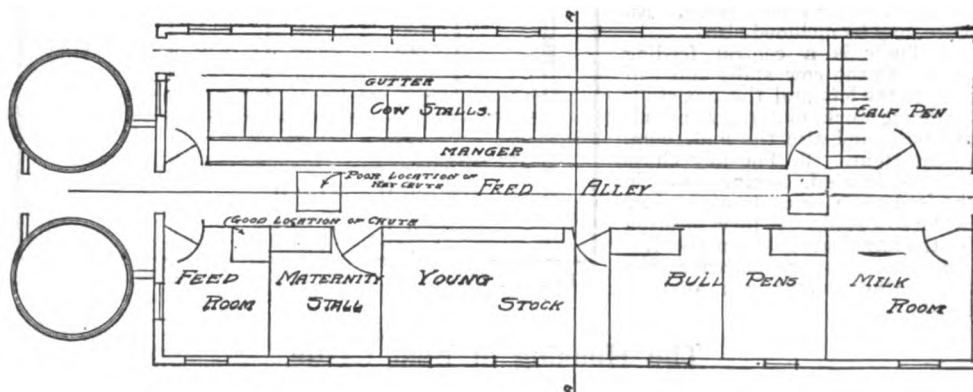 GUTTER
COW STALLS.
CALF PEN
MANGER
POOR LOCATION OF
HAY CHUTE
FEED ALLEY
GOOD LOCATION OF CHUTE
FEED
ROOM
MATERNITY
STALL
YOUNG
STOCK
BULL PENS
MILK
ROOM